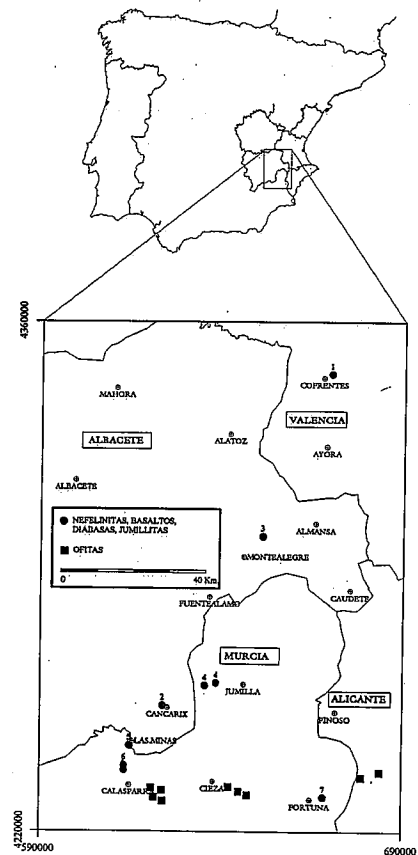 4360000
1
COFRENTES
MAHORA
VALENCIA
ALBACETE
ALATOZ
AYORA
ALBACETE
NEFELINITAS, BASALTOS,
DIABASAS, JUMILLITAS
OFITAS
0 40 Km.
3
ALMANSA
MONTEALEGRE
FUENTEALAMO
CAUDETE
MURCIA
4 4
JUMILLA
ALICANTE
2
CANCARIX
PINOSO
5
LAS.MINAS
6
CALASPARRA
CIEZA
7
FORTUNA
4220000
590000
690000